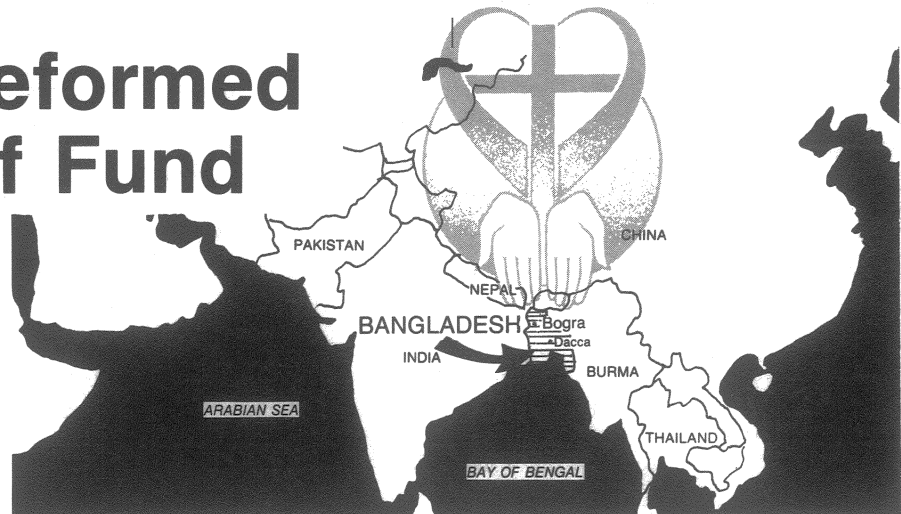 eformed
f Fund
CHINA
PAKISTAN
NEPAL
BANGLADESH
Bogra
Dacca
INDIA
BURMA
ARABIAN SEA
THAILAND
BAY OF BENGAL